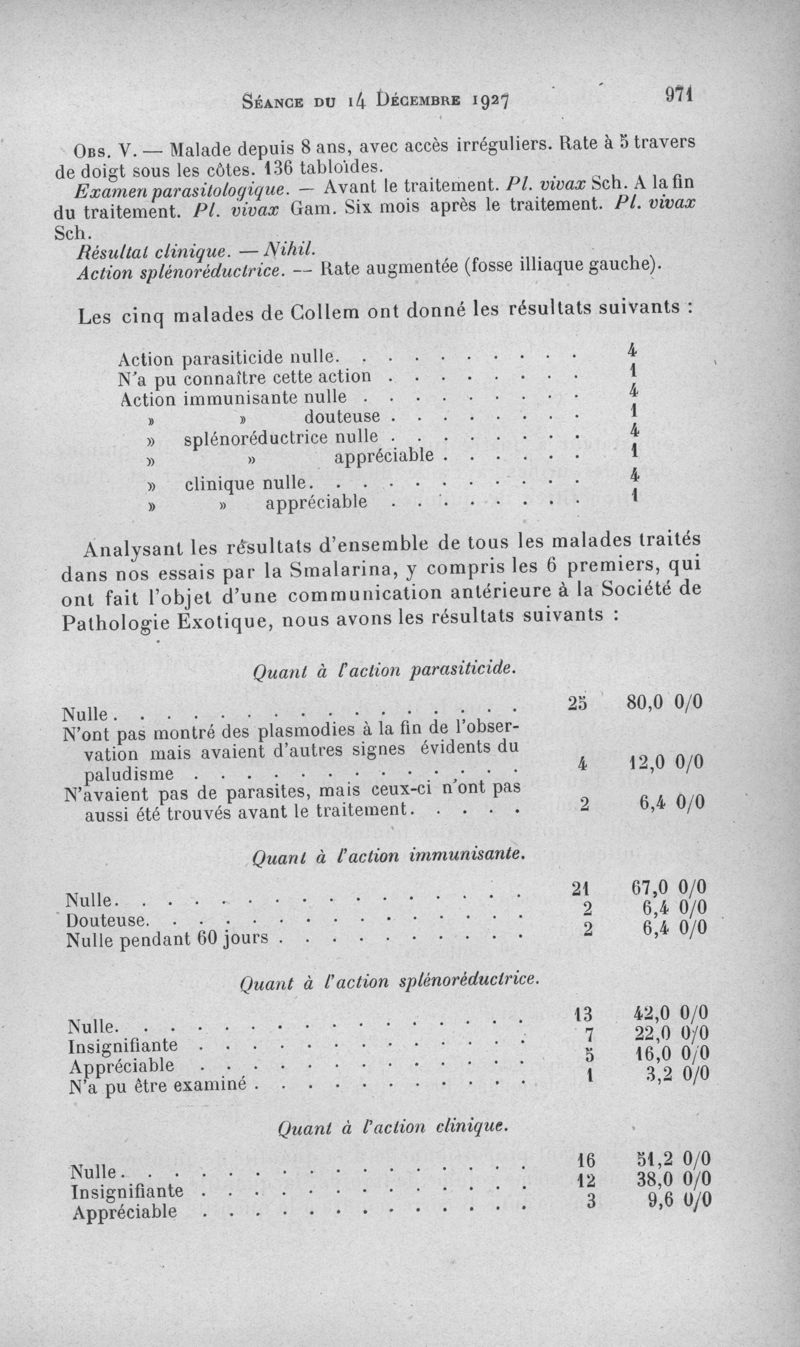 SÉANCE DU 14 DÉCEMBRE 1927 971
OBS. V. — Malade depuis 8 ans, avec accès irréguliers. Rate à 5 travers
de doigt sous les côtes. 136 tabloïdes.
Examen parasitologique. — Avant le traitement. Pl. vivax Sch. A la fin
du traitement. Pl. vivax Gam. Six mois après le traitement. Pl. vivax
Sch.
Résultat clinique. — Nihil.
Action splénoréductrice. — Rate augmentée (fosse illiaque gauche).
Les cinq malades de Collem ont donné les résultats suivants :
Action parasiticide nulle. . . . . . . . . . 4
N'a pu connaître cette action . . . . . . . . 1
Action immunisante nulle . . . . . . . . . 4
» » douteuse . . . . . . . . 1
» splénoréductrice nulle . . . . . . . . 4
» » appréciable . . . . . . 1
» clinique nulle. . . . . . . . . . . 4
» » appréciable . . . . . . . . 1
Analysant les résultats d'ensemble de tous les malades traités
dans nos essais par la Smalarina, y compris les 6 premiers, qui
ont fait l'objet d'une communication antérieure à la Société de
Pathologie Exotique, nous avons les résultats suivants :
Quant à l'action parasiticide.
Nulle . . . . . . . . . . . . . . . . 25 80,0 0/0
N'ont pas montré des plasmodies à la fin de l'obser-
vation mais avaient d'autres signes évidents du
paludisme . . . . . . . . . . . . . 4 12,0 0/0
N'avaient pas de parasites, mais ceux-ci n'ont pas
aussi été trouvés avant le traitement. . . . . 2 6,4 0/0
Quant à l'action immunisante.
Nulle. . . . . . . . . . . . . . . . 21 67,0 0/0
Douteuse. . . . . . . . . . . . . . . 2 6,4 0/0
Nulle pendant 60 jours . . . . . . . . . . 2 6,4 0/0
Quant à l'action splénoréductrice.
Nulle. . . . . . . . . . . . . . . . 13 42,0 0/0
Insignifiante . . . . . . . . . . . . . 7 22,0 0/0
Appréciable . . . . . . . . . . . . . 5 16,0 0/0
N'a pu être examiné . . . . . . . . . . . 1 3,2 0/0
Quant à l'action clinique.
Nulle . . . . . . . . . . . . . . . . 16 51,2 0/0
Insignifiante . . . . . . . . . . . . . 12 38,0 0/0
Appréciable . . . . . . . . . . . . . 3 9,6 0/0